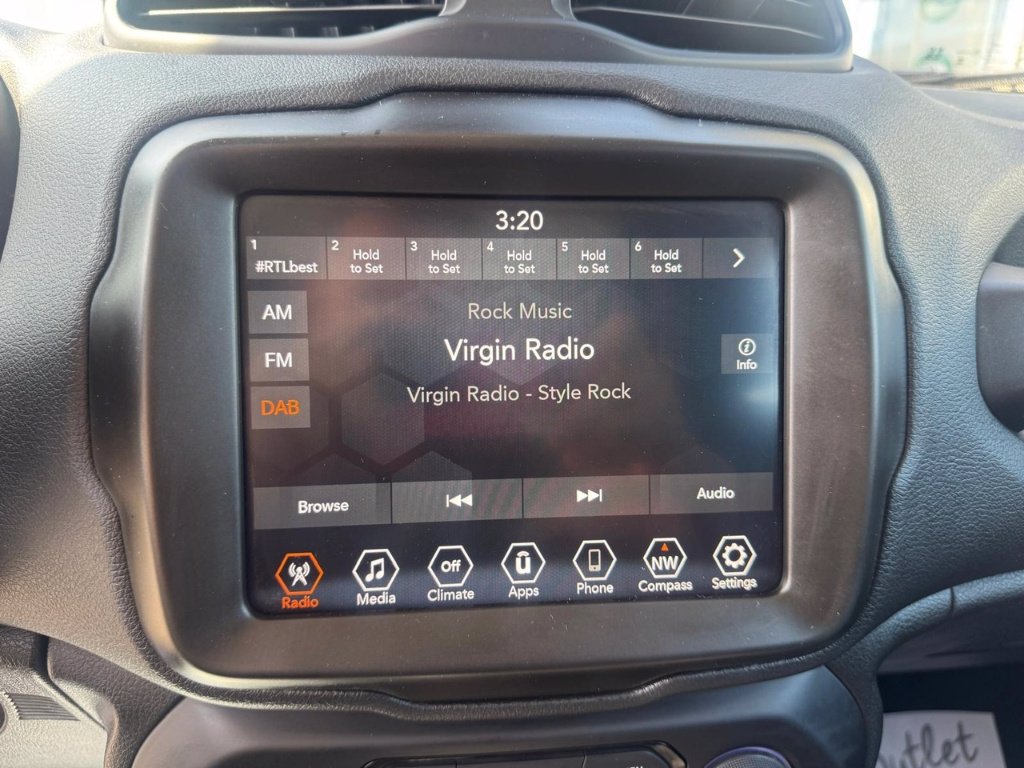 3:20
1 #RTLbest
2 Hold to Set
3 Hold to Set
4 Hold to Set
5 Hold to Set
6 Hold to Set
AM
FM
DAB
Rock Music
Virgin Radio
Virgin Radio - Style Rock
Info
Browse
Audio
Off
NW
Radio
Media
Climate
Apps
Phone
Compass
Settings
outlet